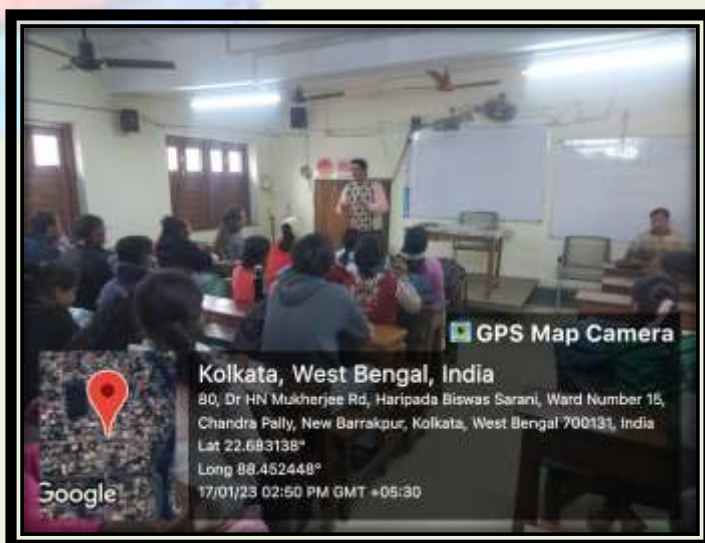 GPS Map Camera
Kolkata, West Bengal, India
80, Dr HN Mukherjee Rd, Haripada Biswas Sarani, Ward Number 15,
Chandra Pally, New Barrakpur, Kolkata, West Bengal 700131, India
Lat 22.683138°
Long 88.452448°
17/01/23 02:50 PM GMT +05:30
Google